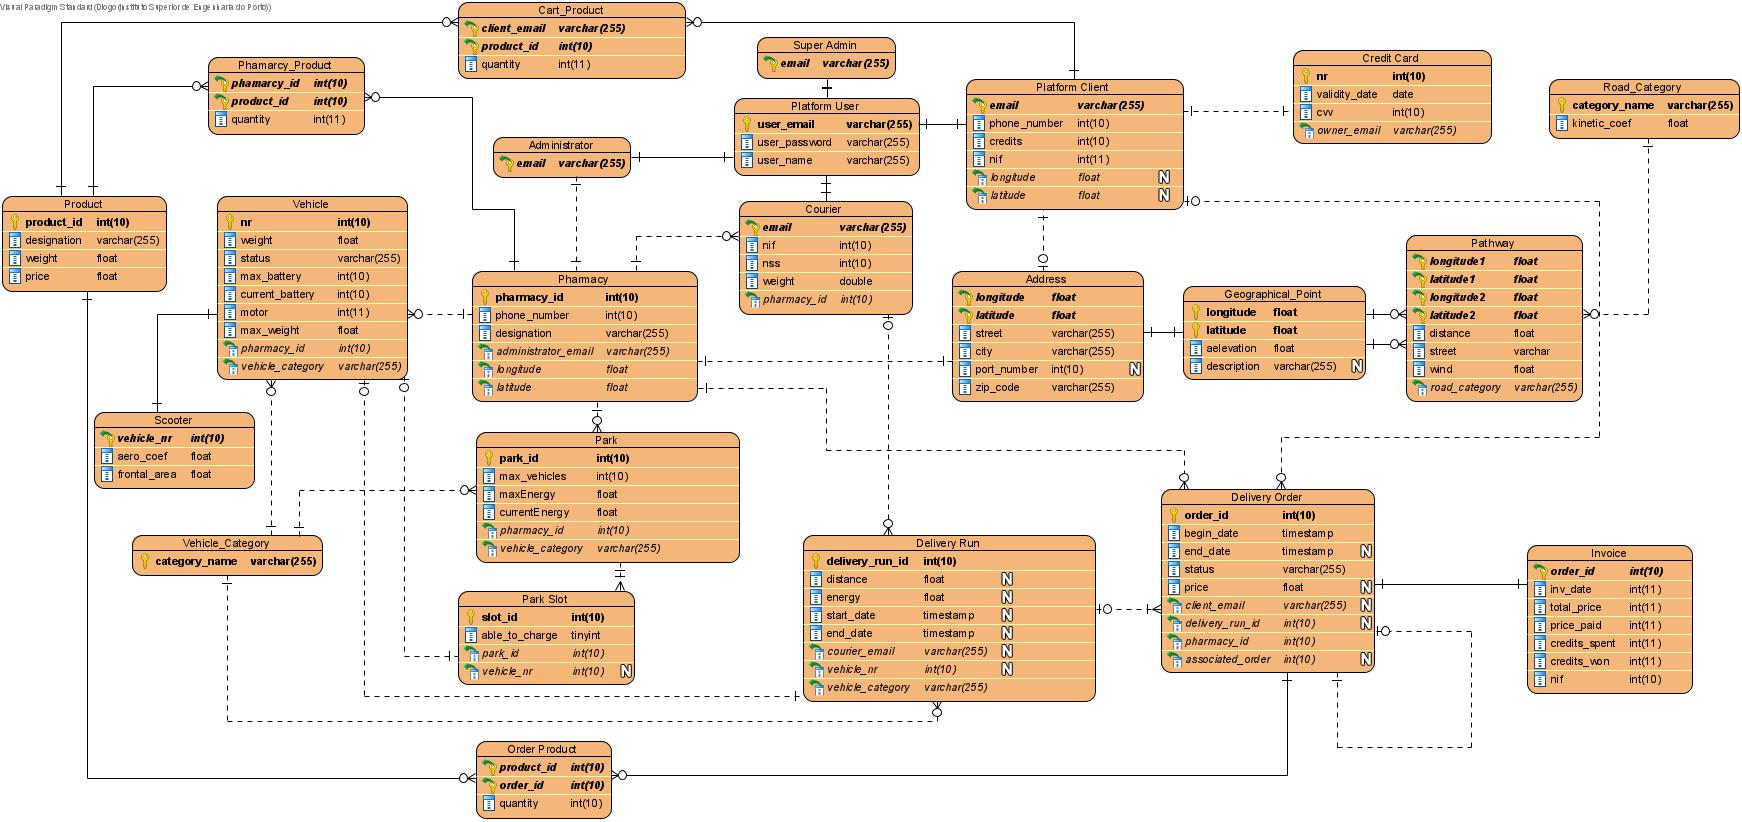 Visual Paradigm Standard (Diogo (Instituto Superior de Engenharia do Porto))
Cart_Product
client_email varchar(255)
product_id int(10)
quantity int(11)
Super Admin
email varchar(255)
Phamarcy_Product
phamarcy_id int(10)
product_id int(10)
quantity int(11)
Platform User
user_email varchar(255)
user_password varchar(255)
user_name varchar(255)
Platform Client
email varchar(255)
phone_number int(10)
credits int(10)
nif int(11)
longitude float N
latitude float N
Credit Card
nr int(10)
validity_date date
cvv int(10)
owner_email varchar(255)
Road_Category
category_name varchar(255)
kinetic_coef float
Administrator
email varchar(255)
Product
product_id int(10)
designation varchar(255)
weight float
price float
Vehicle
nr int(10)
weight float
status varchar(255)
max_battery int(10)
current_battery int(10)
motor int(11)
max_weight float
pharmacy_id int(10)
vehicle_category varchar(255)
Courier
email varchar(255)
nif int(10)
nss int(10)
weight double
pharmacy_id int(10)
Pharmacy
pharmacy_id int(10)
phone_number int(10)
designation varchar(255)
administrator_email varchar(255)
longitude float
latitude float
Address
longitude float
latitude float
street varchar(255)
city varchar(255)
port_number int(10) N
zip_code varchar(255)
Geographical_Point
longitude float
latitude float
aelevation float
description varchar(255) N
Pathway
longitude1 float
latitude1 float
longitude2 float
latitude2 float
distance float
street varchar
wind float
road_category varchar(255)
Scooter
vehicle_nr int(10)
aero_coef float
frontal_area float
Park
park_id int(10)
max_vehicles int(10)
maxEnergy float
currentEnergy float
pharmacy_id int(10)
vehicle_category varchar(255)
Vehicle_Category
category_name varchar(255)
Park Slot
slot_id int(10)
able_to_charge tinyint
park_id int(10)
vehicle_nr int(10) N
Delivery Run
delivery_run_id int(10)
distance float N
energy float N
start_date timestamp N
end_date timestamp N
courier_email varchar(255) N
vehicle_nr int(10) N
vehicle_category varchar(255)
Delivery Order
order_id int(10)
begin_date timestamp
end_date timestamp N
status varchar(255)
price float N
client_email varchar(255) N
delivery_run_id int(10) N
pharmacy_id int(10)
associated_order int(10) N
Invoice
order_id int(10)
inv_date int(11)
total_price int(11)
price_paid int(11)
credits_spent int(11)
credits_won int(11)
nif int(10)
Order Product
product_id int(10)
order_id int(10)
quantity int(10)